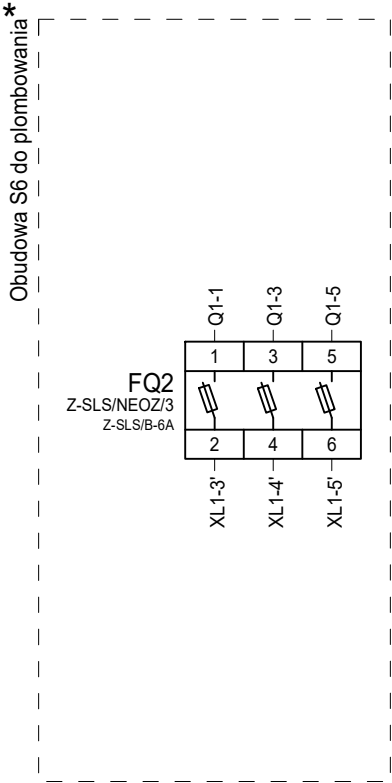 *
Obudowa S6 do plombowania
Q1-1
Q1-3
Q1-5
1 3 5
FQ2
Z-SLS/NEOZ/3
Z-SLS/B-6A
2 4 6
XL1-3'
XL1-4'
XL1-5'